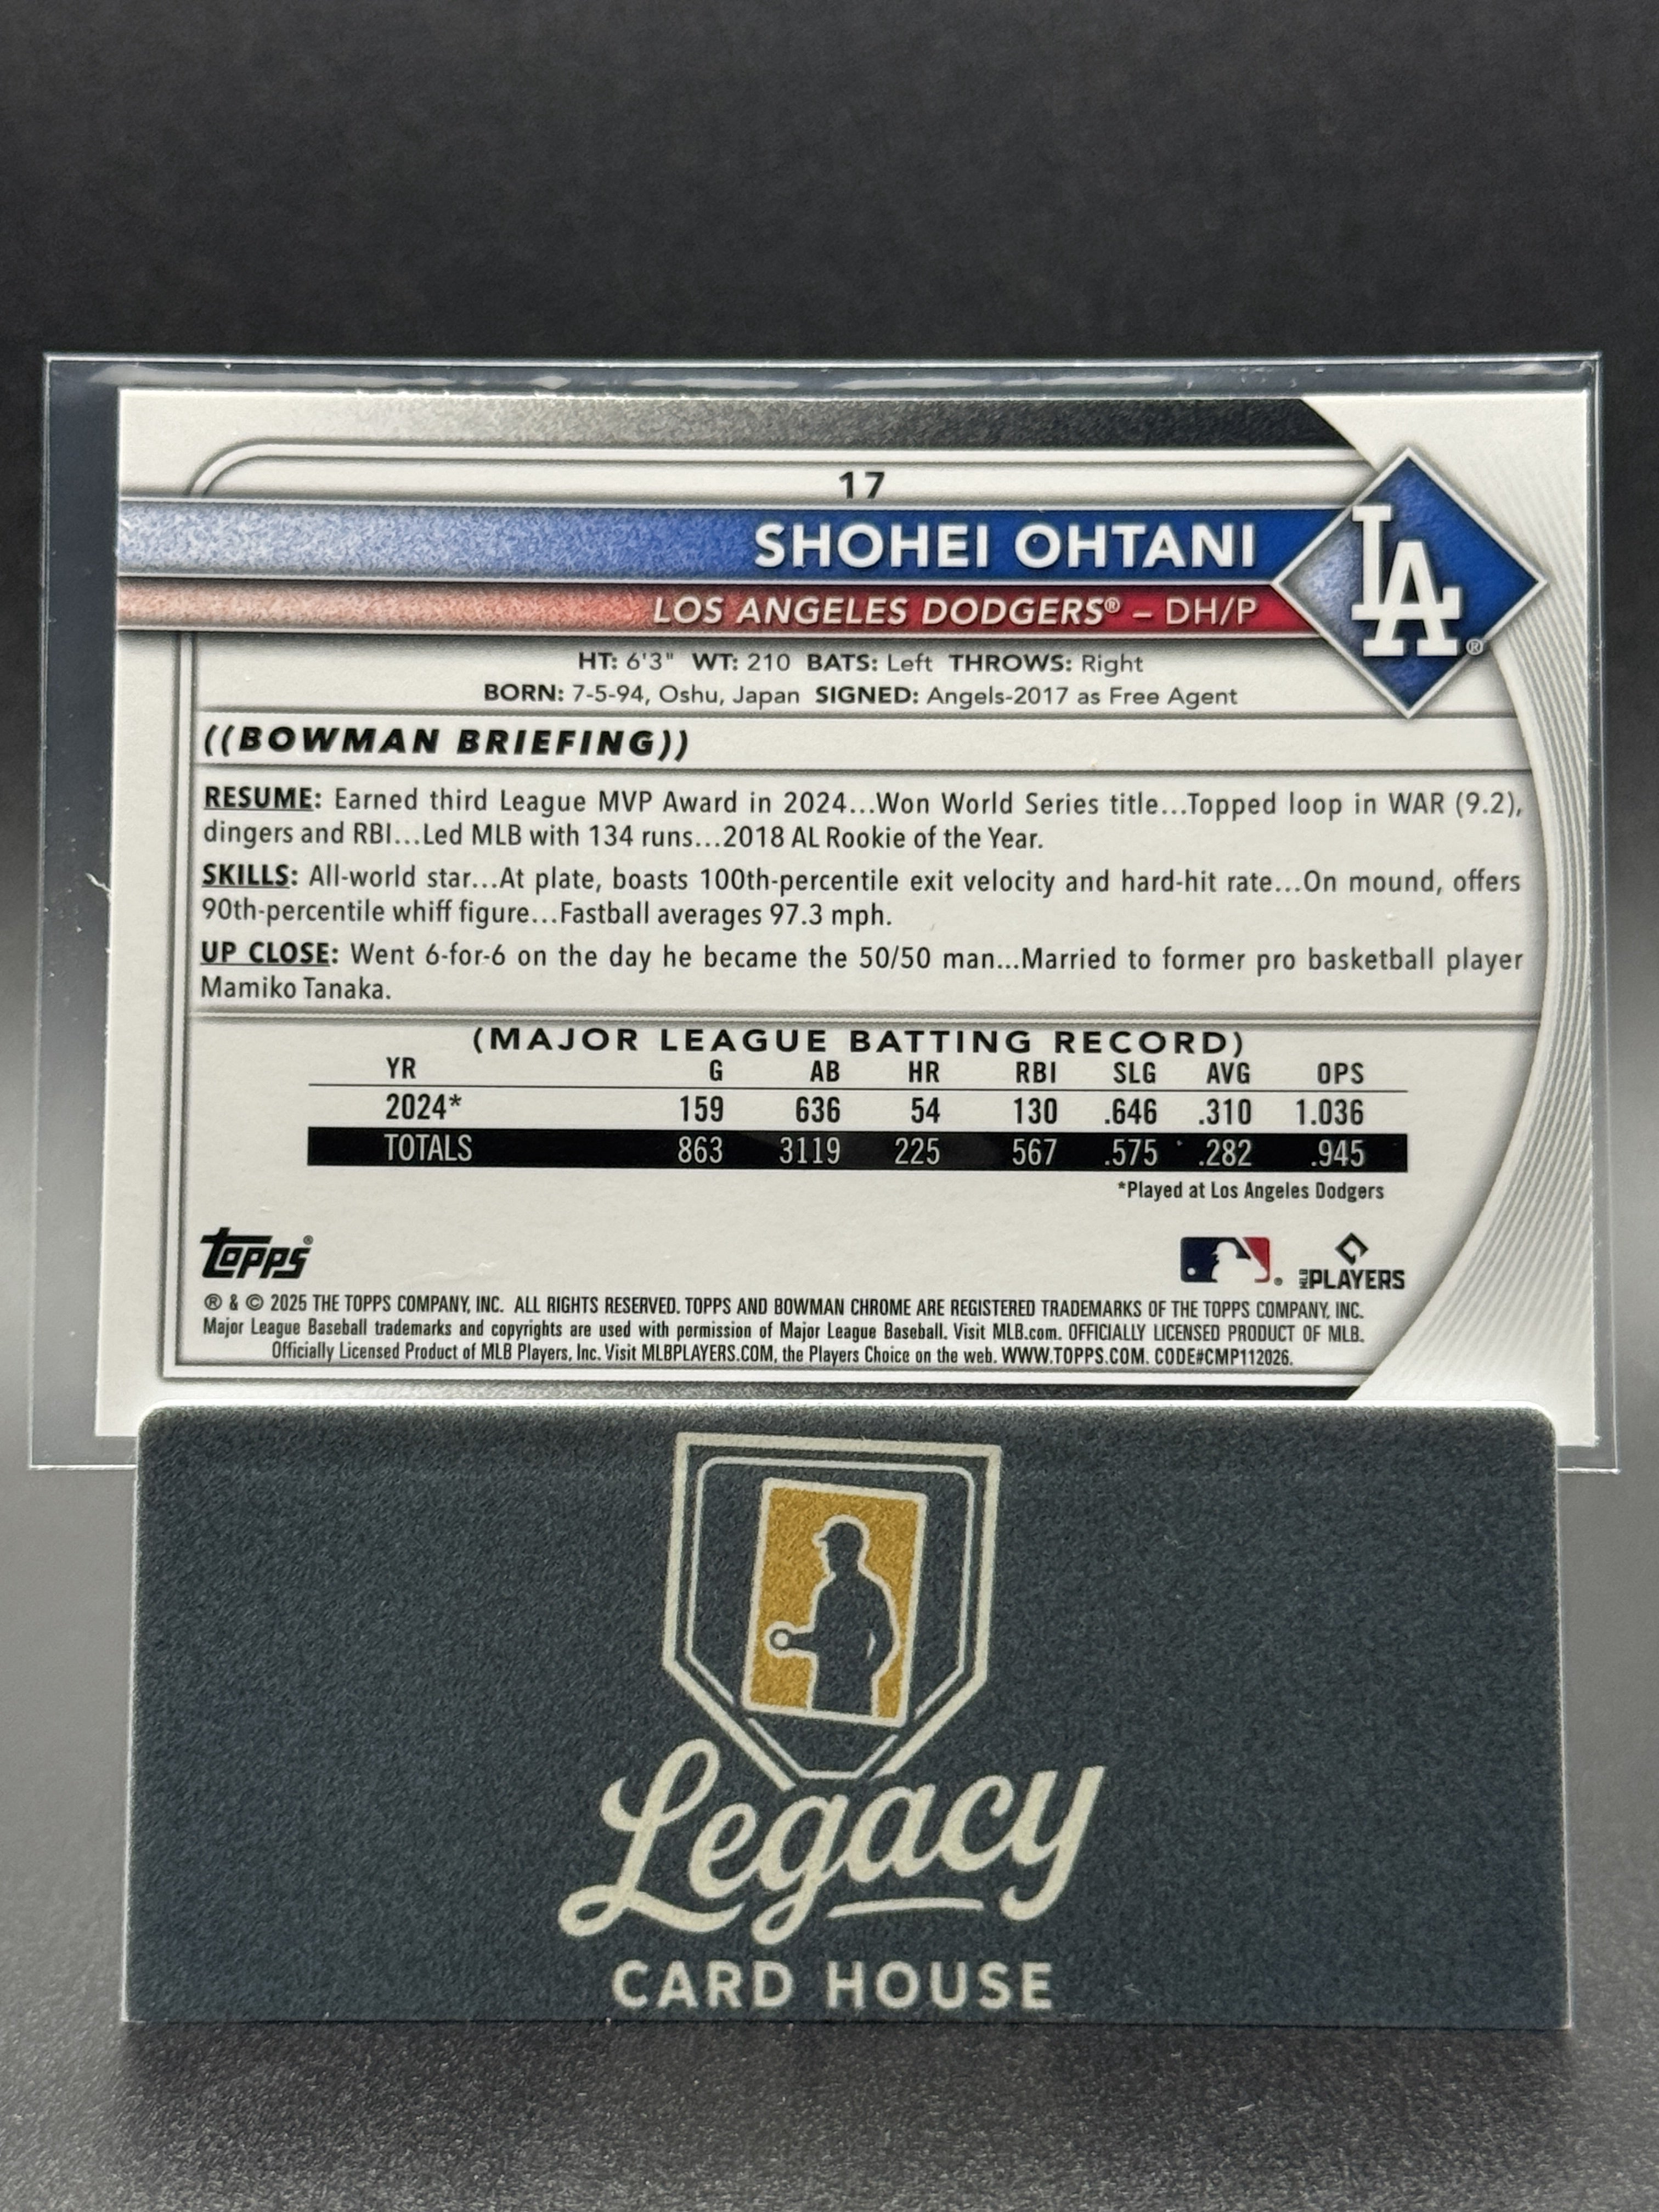 17
SHOHEI OHTANI
LOS ANGELES DODGERS® – DH/P
LA®
HT: 6'3" WT: 210 BATS: Left THROWS: Right
BORN: 7-5-94, Oshu, Japan SIGNED: Angels-2017 as Free Agent
((BOWMAN BRIEFING))
RESUME: Earned third League MVP Award in 2024...Won World Series title...Topped loop in WAR (9.2),
dingers and RBI...Led MLB with 134 runs...2018 AL Rookie of the Year.
SKILLS: All-world star...At plate, boasts 100th-percentile exit velocity and hard-hit rate...On mound, offers
90th-percentile whiff figure...Fastball averages 97.3 mph.
UP CLOSE: Went 6-for-6 on the day he became the 50/50 man...Married to former pro basketball player
Mamiko Tanaka.
(MAJOR LEAGUE BATTING RECORD)
YR G AB HR RBI SLG AVG OPS
2024* 159 636 54 130 .646 .310 1.036
TOTALS 863 3119 225 567 .575 .282 .945
*Played at Los Angeles Dodgers
Topps®
MLB PLAYERS
® & © 2025 THE TOPPS COMPANY, INC. ALL RIGHTS RESERVED. TOPPS AND BOWMAN CHROME ARE REGISTERED TRADEMARKS OF THE TOPPS COMPANY, INC.
Major League Baseball trademarks and copyrights are used with permission of Major League Baseball. Visit MLB.com. OFFICIALLY LICENSED PRODUCT OF MLB.
Officially Licensed Product of MLB Players, Inc. Visit MLBPLAYERS.COM, the Players Choice on the web. WWW.TOPPS.COM. CODE#CMP112026.
Legacy
CARD HOUSE